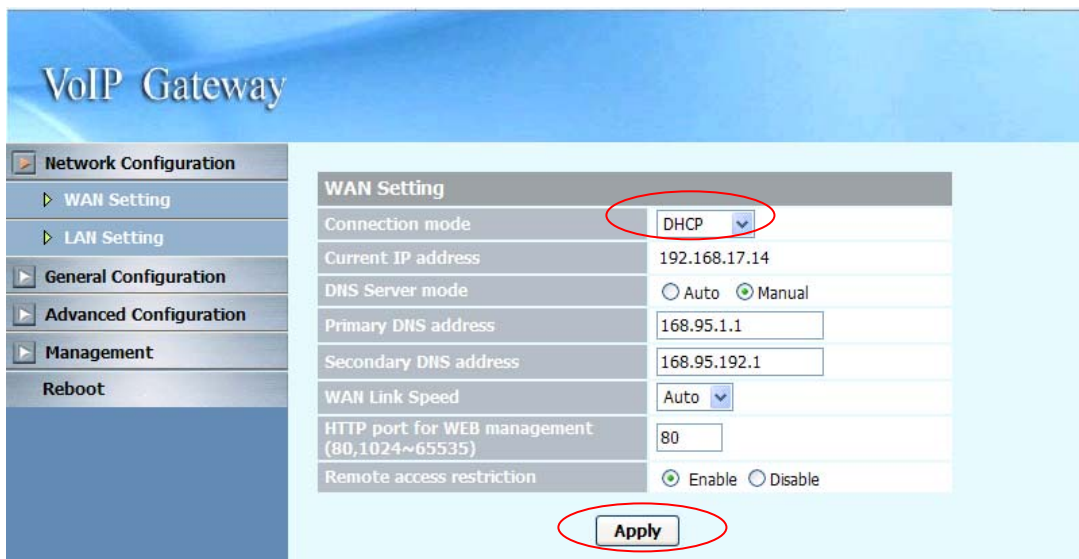 VoIP Gateway
Network Configuration
WAN Setting
LAN Setting
General Configuration
Advanced Configuration
Management
Reboot
WAN Setting
Connection mode DHCP
Current IP address 192.168.17.14
DNS Server mode Auto Manual
Primary DNS address 168.95.1.1
Secondary DNS address 168.95.192.1
WAN Link Speed Auto
HTTP port for WEB management
(80,1024~65535) 80
Remote access restriction Enable Disable
Apply